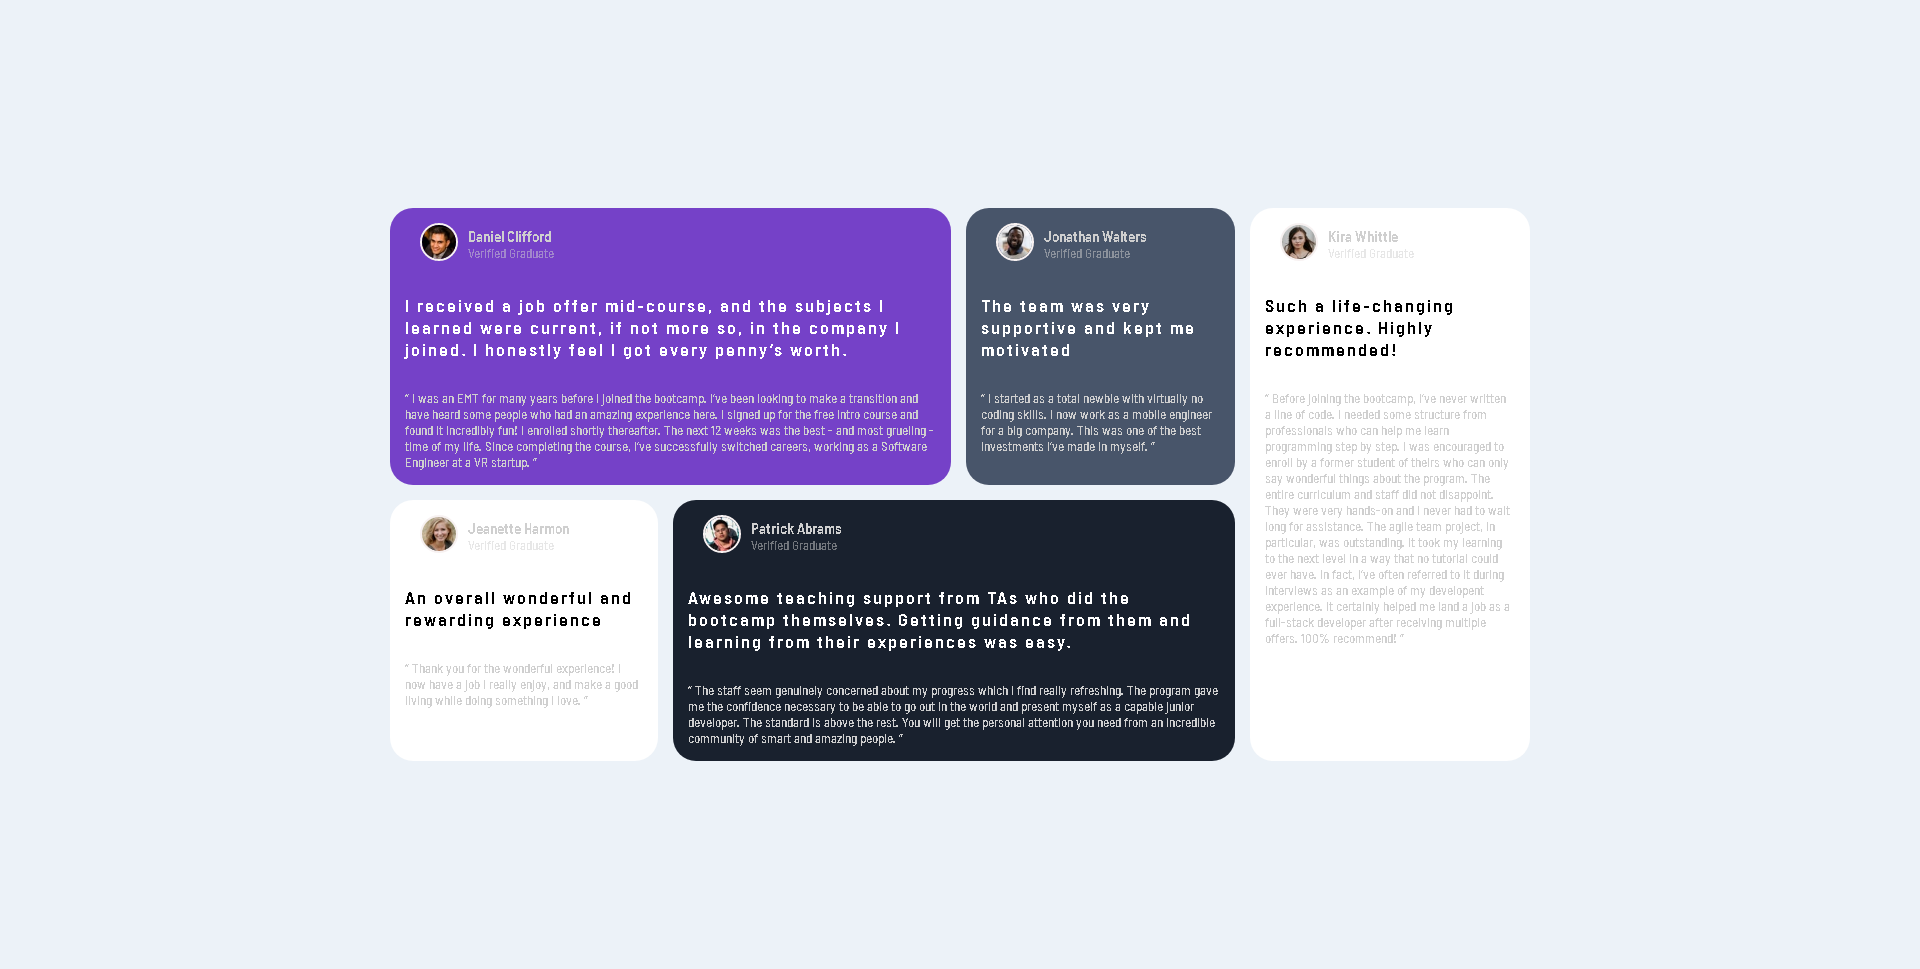 Daniel Clifford
Verified Graduate
I received a job offer mid-course, and the subjects I
learned were current, if not more so, in the company I
joined. I honestly feel I got every penny's worth.
“ I was an EMT for many years before I joined the bootcamp. I've been looking to make a transition and
have heard some people who had an amazing experience here. I signed up for the free intro course and
found it incredibly fun! I enrolled shortly thereafter. The next 12 weeks was the best - and most grueling -
time of my life. Since completing the course, I've successfully switched careers, working as a Software
Engineer at a VR startup. ”
Jonathan Walters
Verified Graduate
The team was very
supportive and kept me
motivated
“ I started as a total newbie with virtually no
coding skills. I now work as a mobile engineer
for a big company. This was one of the best
investments I've made in myself. ”
Kira Whittle
Verified Graduate
Such a life-changing
experience. Highly
recommended!
“ Before joining the bootcamp, I've never written
a line of code. I needed some structure from
professionals who can help me learn
programming step by step. I was encouraged to
enroll by a former student of theirs who can only
say wonderful things about the program. The
entire curriculum and staff did not disappoint.
They were very hands-on and I never had to wait
long for assistance. The agile team project, in
particular, was outstanding. It took my learning
to the next level in a way that no tutorial could
ever have. In fact, I've often referred to it during
interviews as an example of my developent
experience. It certainly helped me land a job as a
full-stack developer after receiving multiple
offers. 100% recommend! ”
Jeanette Harmon
Verified Graduate
An overall wonderful and
rewarding experience
“ Thank you for the wonderful experience! I
now have a job I really enjoy, and make a good
living while doing something I love. ”
Patrick Abrams
Verified Graduate
Awesome teaching support from TAs who did the
bootcamp themselves. Getting guidance from them and
learning from their experiences was easy.
“ The staff seem genuinely concerned about my progress which I find really refreshing. The program gave
me the confidence necessary to be able to go out in the world and present myself as a capable junior
developer. The standard is above the rest. You will get the personal attention you need from an incredible
community of smart and amazing people. ”